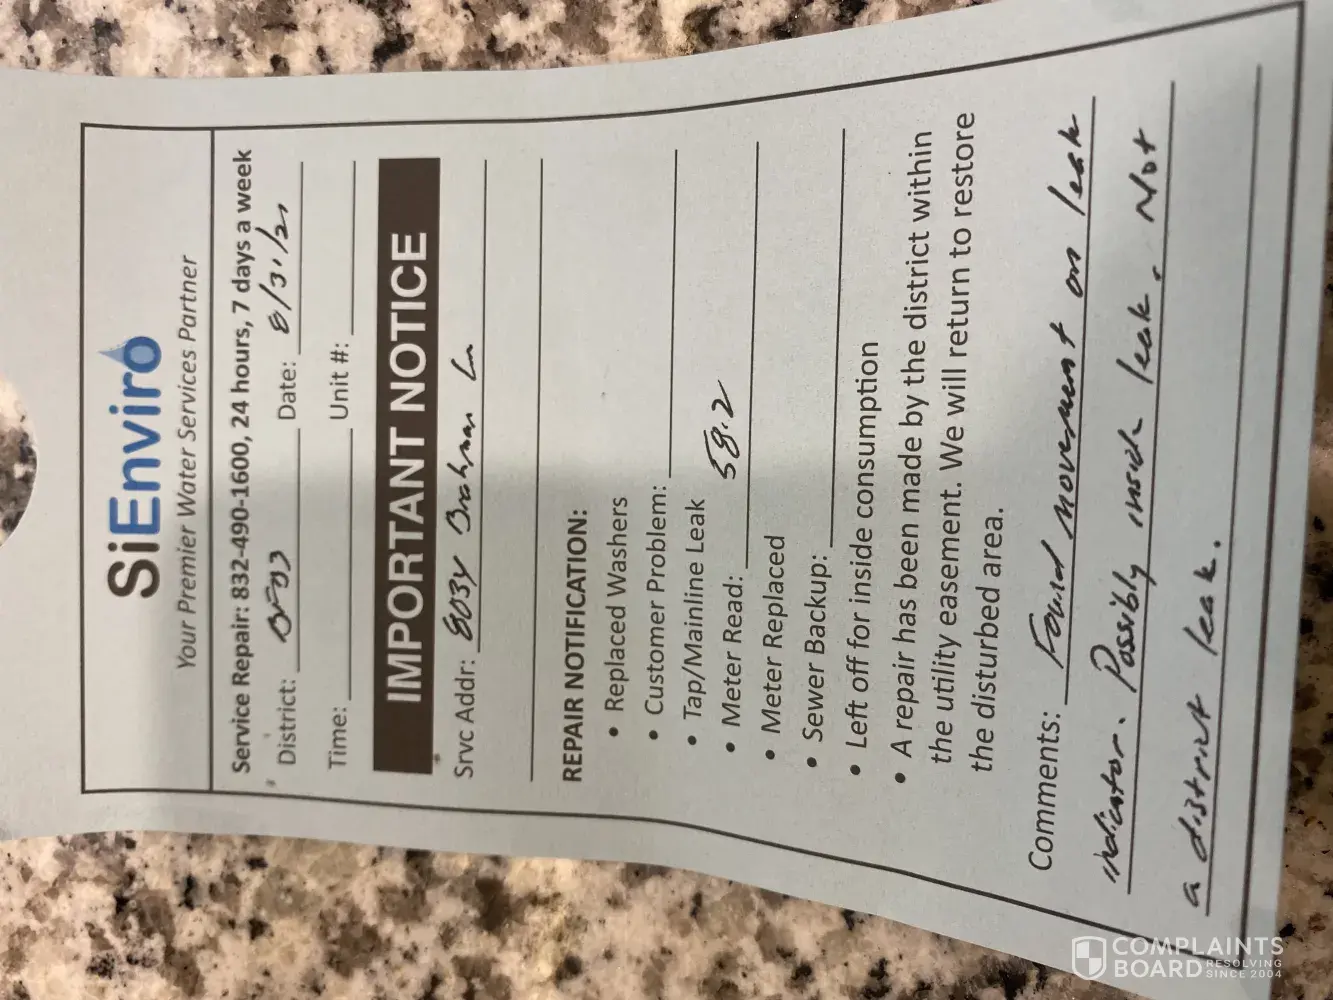 SiEnviro
Your Premier Water Services Partner
Service Repair: 832-490-1600, 24 hours, 7 days a week
District: Date: 8/31/21
Time: Unit #:
IMPORTANT NOTICE
Srvc Addr: 8034 Brahman Ln
REPAIR NOTIFICATION:
• Replaced Washers
• Customer Problem:
• Tap/Mainline Leak
• Meter Read: 58.2
• Meter Replaced
• Sewer Backup:
• Left off for inside consumption
• A repair has been made by the district within
the utility easement. We will return to restore
the disturbed area.
Comments: Found movement on leak
indicator. Possibly inside leak. Not
a district leak.
COMPLAINTS
BOARD RESOLVING
SINCE 2004